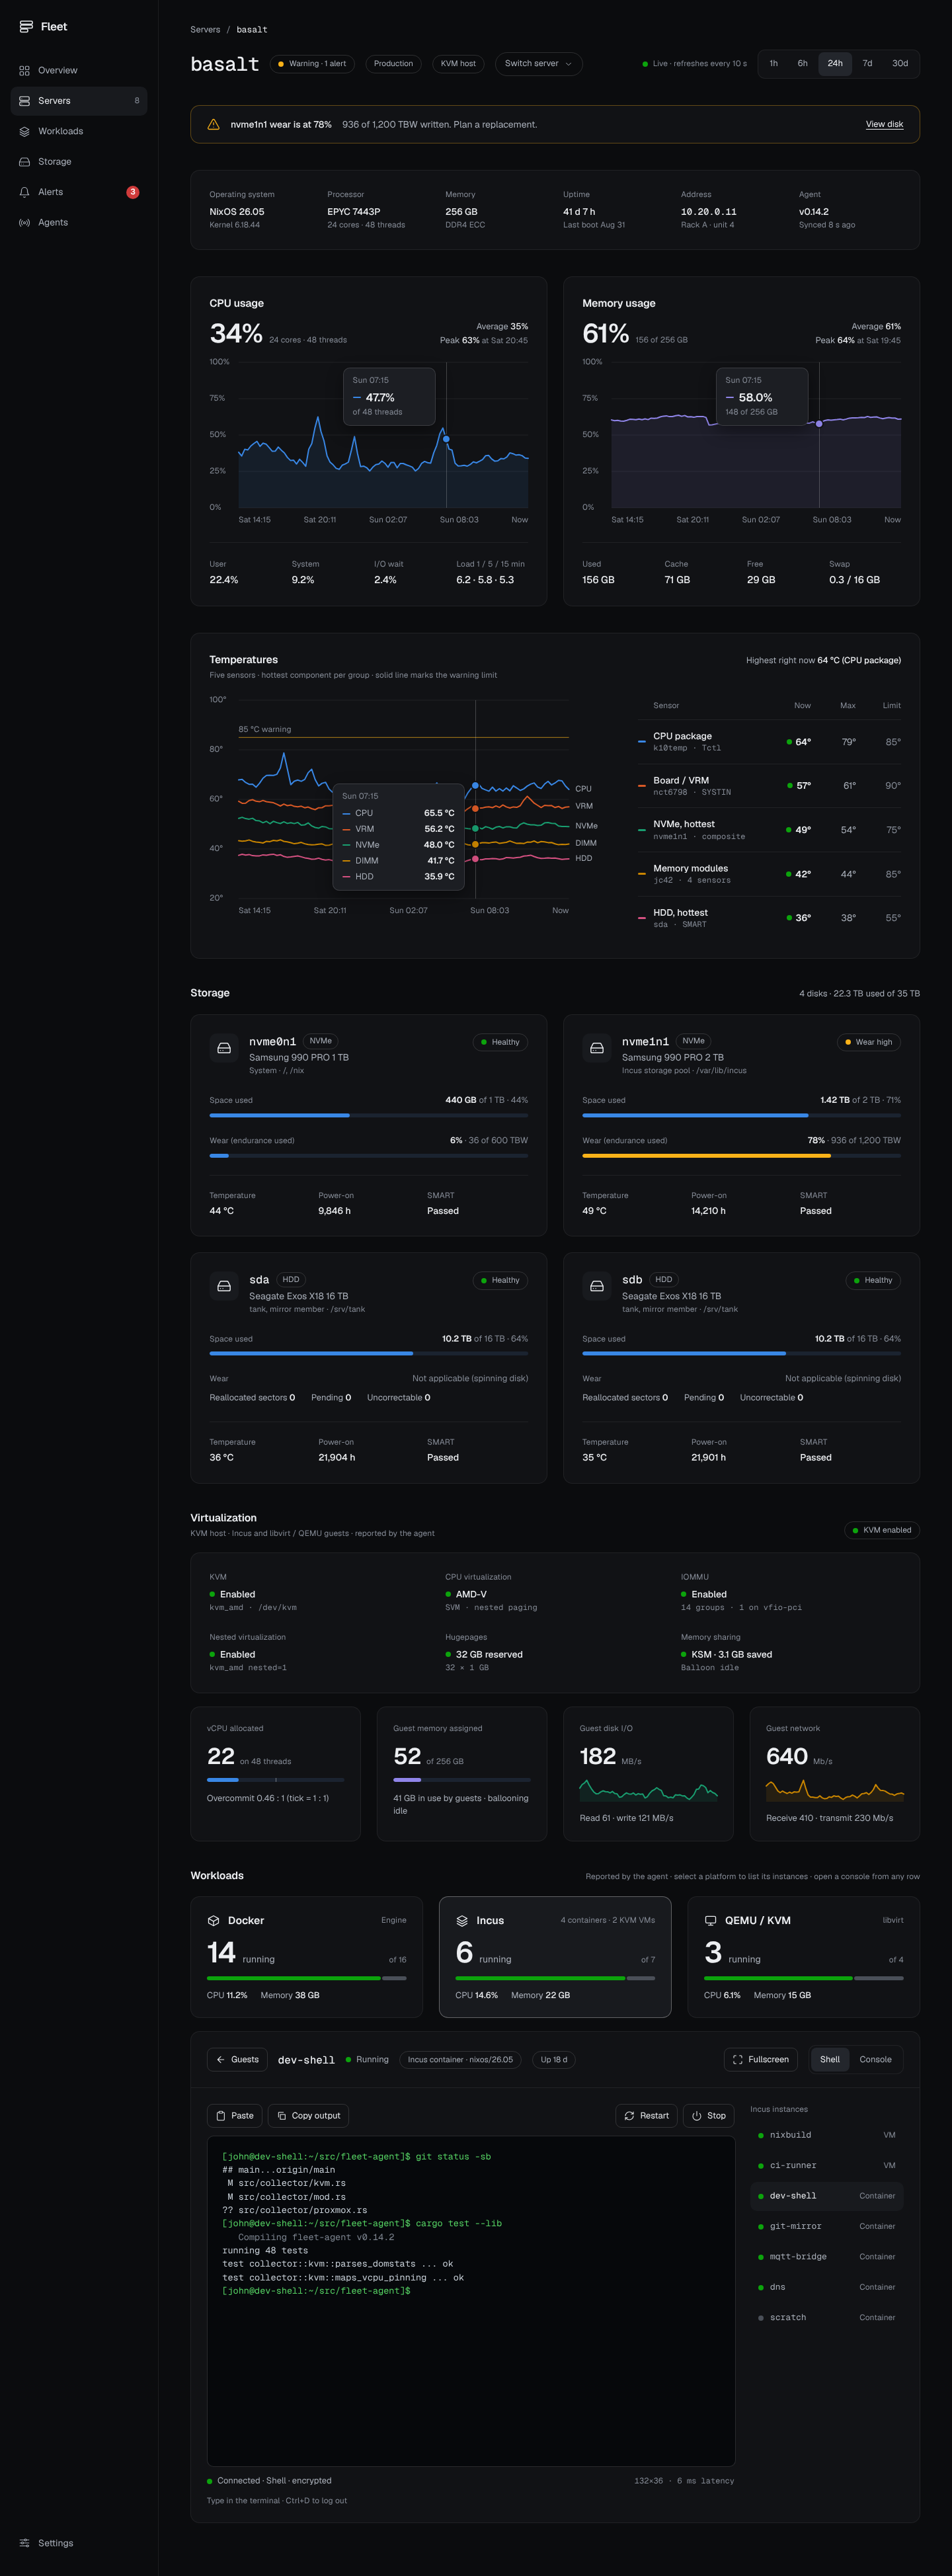 Fleet
Overview
Servers 8
Workloads
Storage
Alerts 3
Agents
Settings
Servers / basalt
basalt Warning · 1 alert Production KVM host Switch server Live · refreshes every 10 s 1h 6h 24h 7d 30d
nvme1n1 wear is at 78% 936 of 1,200 TBW written. Plan a replacement. View disk
Operating system Processor Memory Uptime Address Agent
NixOS 26.05 EPYC 7443P 256 GB 41 d 7 h 10.20.0.11 v0.14.2
Kernel 6.18.44 24 cores · 48 threads DDR4 ECC Last boot Aug 31 Rack A · unit 4 Synced 8 s ago
CPU usage
34% 24 cores · 48 threads
Average 35%
Peak 63% at Sat 20:45
100%
75%
50%
25%
0%
Sun 07:15
47.7%
of 48 threads
Sat 14:15 Sat 20:11 Sun 02:07 Sun 08:03 Now
User System I/O wait Load 1 / 5 / 15 min
22.4% 9.2% 2.4% 6.2 · 5.8 · 5.3
Memory usage
61% 156 of 256 GB
Average 61%
Peak 64% at Sat 19:45
100%
75%
50%
25%
0%
Sun 07:15
58.0%
148 of 256 GB
Sat 14:15 Sat 20:11 Sun 02:07 Sun 08:03 Now
Used Cache Free Swap
156 GB 71 GB 29 GB 0.3 / 16 GB
Temperatures
Five sensors · hottest component per group · solid line marks the warning limit
Highest right now 64 °C (CPU package)
100°
85 °C warning
80°
60°
40°
20°
Sun 07:15
CPU 65.5 °C
VRM 56.2 °C
NVMe 48.0 °C
DIMM 41.7 °C
HDD 35.9 °C
CPU
VRM
NVMe
DIMM
HDD
Sat 14:15 Sat 20:11 Sun 02:07 Sun 08:03 Now
Sensor Now Max Limit
CPU package 64° 79° 85°
k10temp · Tctl
Board / VRM 57° 61° 90°
nct6798 · SYSTIN
NVMe, hottest 49° 54° 75°
nvme1n1 · composite
Memory modules 42° 44° 85°
jc42 · 4 sensors
HDD, hottest 36° 38° 55°
sda · SMART
Storage 4 disks · 22.3 TB used of 35 TB
nvme0n1 NVMe Healthy
Samsung 990 PRO 1 TB
System · /, /nix
Space used 440 GB of 1 TB · 44%
Wear (endurance used) 6% · 36 of 600 TBW
Temperature Power-on SMART
44 °C 9,846 h Passed
nvme1n1 NVMe Wear high
Samsung 990 PRO 2 TB
Incus storage pool · /var/lib/incus
Space used 1.42 TB of 2 TB · 71%
Wear (endurance used) 78% · 936 of 1,200 TBW
Temperature Power-on SMART
49 °C 14,210 h Passed
sda HDD Healthy
Seagate Exos X18 16 TB
tank, mirror member · /srv/tank
Space used 10.2 TB of 16 TB · 64%
Wear Not applicable (spinning disk)
Reallocated sectors 0 Pending 0 Uncorrectable 0
Temperature Power-on SMART
36 °C 21,904 h Passed
sdb HDD Healthy
Seagate Exos X18 16 TB
tank, mirror member · /srv/tank
Space used 10.2 TB of 16 TB · 64%
Wear Not applicable (spinning disk)
Reallocated sectors 0 Pending 0 Uncorrectable 0
Temperature Power-on SMART
35 °C 21,901 h Passed
Virtualization
KVM host · Incus and libvirt / QEMU guests · reported by the agent KVM enabled
KVM CPU virtualization IOMMU
Enabled AMD-V Enabled
kvm_amd · /dev/kvm SVM · nested paging 14 groups · 1 on vfio-pci
Nested virtualization Hugepages Memory sharing
Enabled 32 GB reserved KSM · 3.1 GB saved
kvm_amd nested=1 32 × 1 GB Balloon idle
vCPU allocated
22 on 48 threads
Overcommit 0.46 : 1 (tick = 1 : 1)
Guest memory assigned
52 of 256 GB
41 GB in use by guests · ballooning
idle
Guest disk I/O
182 MB/s
Read 61 · write 121 MB/s
Guest network
640 Mb/s
Receive 410 · transmit 230 Mb/s
Workloads Reported by the agent · select a platform to list its instances · open a console from any row
Docker Engine
14 running of 16
CPU 11.2% Memory 38 GB
Incus 4 containers · 2 KVM VMs
6 running of 7
CPU 14.6% Memory 22 GB
QEMU / KVM libvirt
3 running of 4
CPU 6.1% Memory 15 GB
Guests dev-shell Running Incus container · nixos/26.05 Up 18 d Fullscreen Shell Console
Paste Copy output Restart Stop
[john@dev-shell:~/src/fleet-agent]$ git status -sb
## main...origin/main
 M src/collector/kvm.rs
 M src/collector/mod.rs
?? src/collector/proxmox.rs
[john@dev-shell:~/src/fleet-agent]$ cargo test --lib
   Compiling fleet-agent v0.14.2
running 48 tests
test collector::kvm::parses_domstats ... ok
test collector::kvm::maps_vcpu_pinning ... ok
[john@dev-shell:~/src/fleet-agent]$
Incus instances
nixbuild VM
ci-runner VM
dev-shell Container
git-mirror Container
mqtt-bridge Container
dns Container
scratch Container
Connected · Shell · encrypted 132×36 · 6 ms latency
Type in the terminal · Ctrl+D to log out